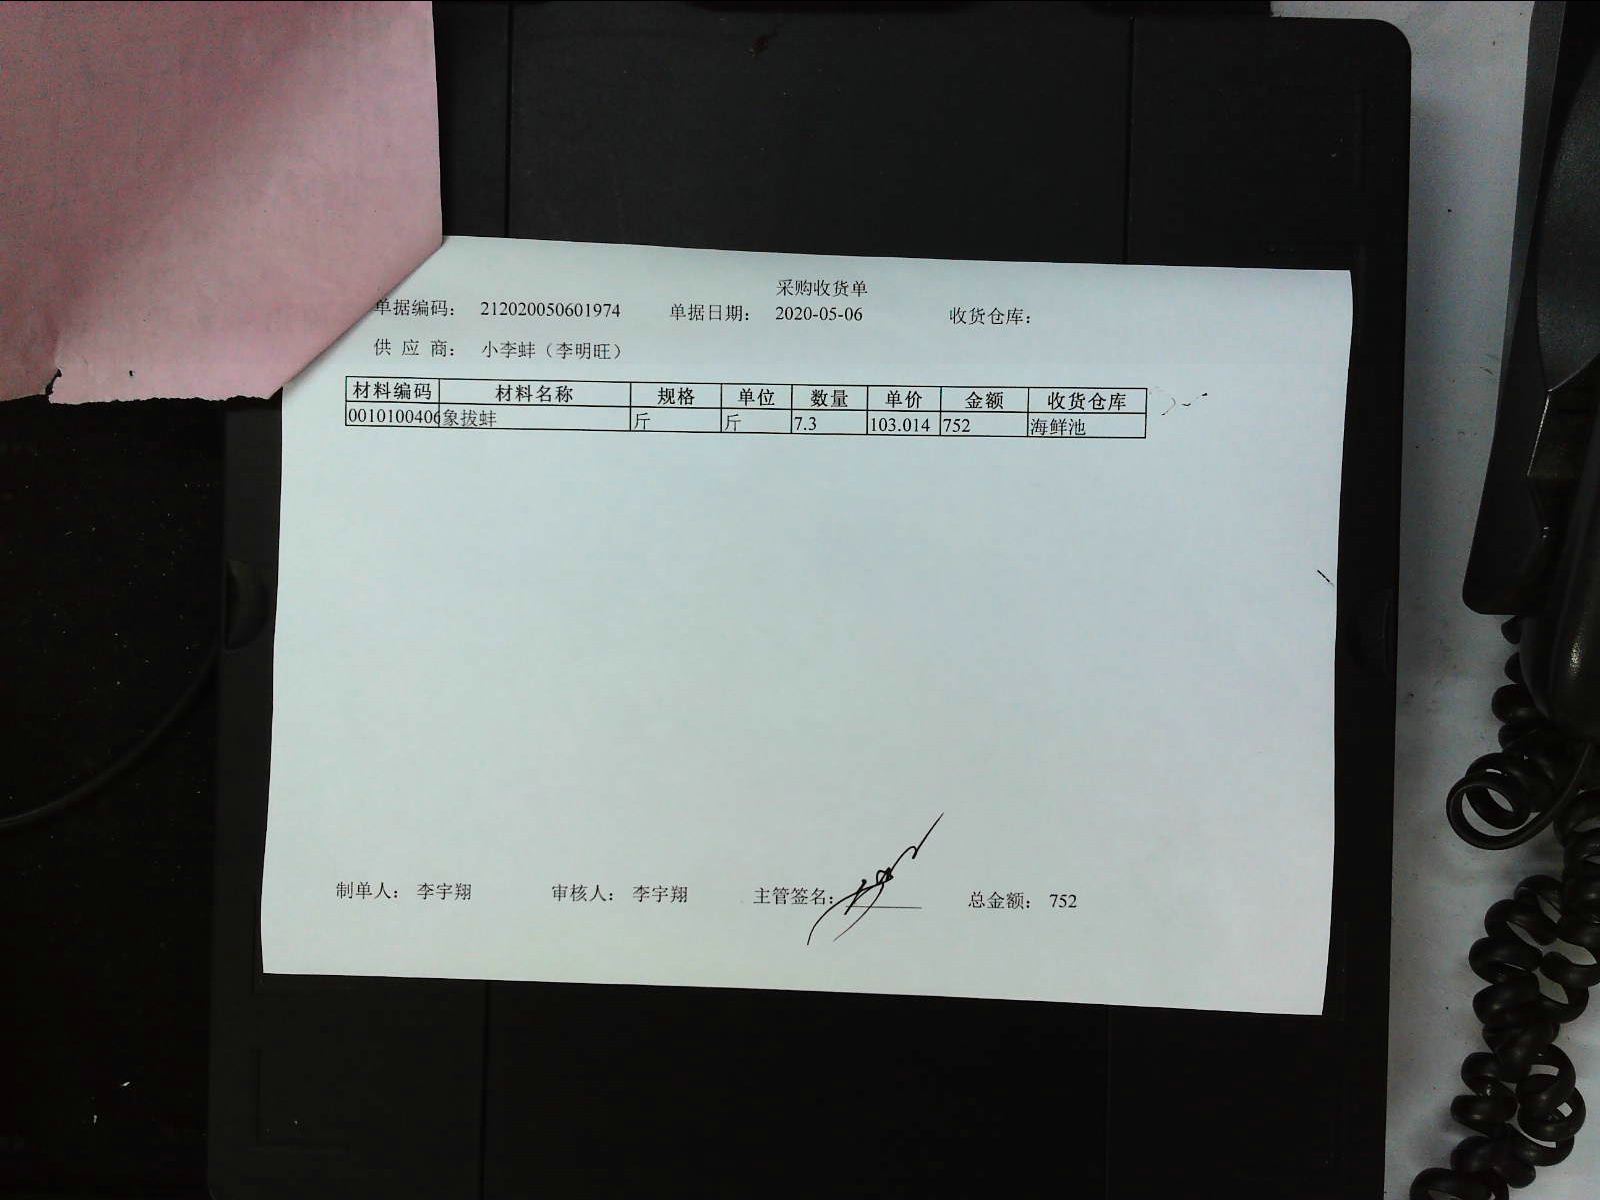 采购收货单
单据编码： 212020050601974 单据日期： 2020-05-06 收货仓库：
供 应 商： 小李蚌（李明旺）
材料编码 材料名称 规格 单位 数量 单价 金额 收货仓库
0010100406 象拔蚌 斤 斤 7.3 103.014 752 海鲜池
制单人： 李宇翔 审核人： 李宇翔 主管签名： 总金额： 752